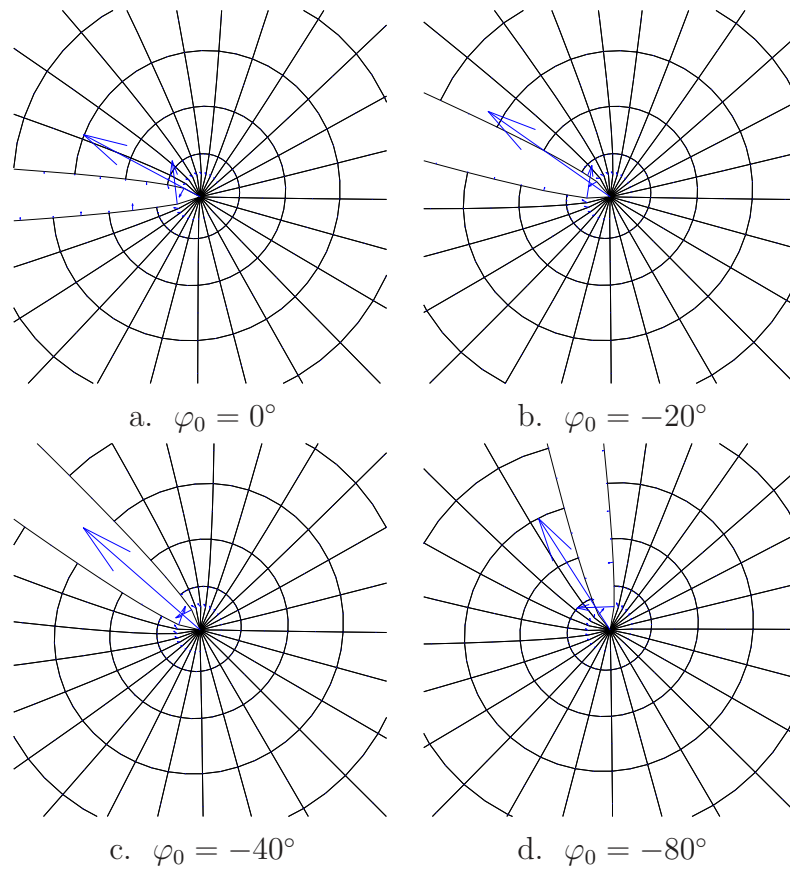 a. φ₀ = 0°
b. φ₀ = −20°
c. φ₀ = −40°
d. φ₀ = −80°